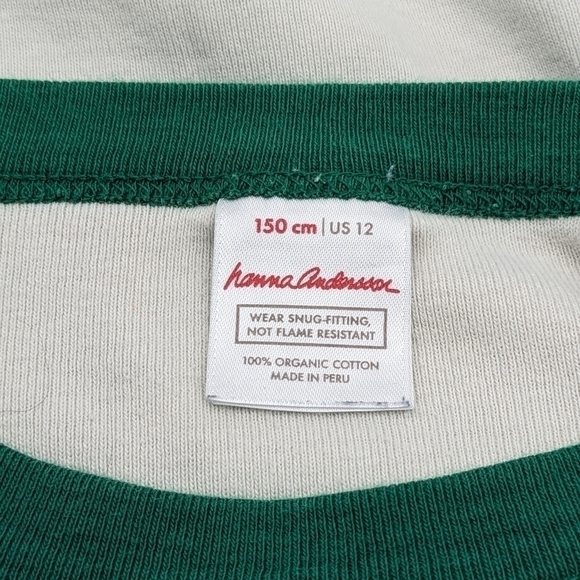 150 cm | US 12
hanna andersson
WEAR SNUG-FITTING,
NOT FLAME RESISTANT
100% ORGANIC COTTON
MADE IN PERU